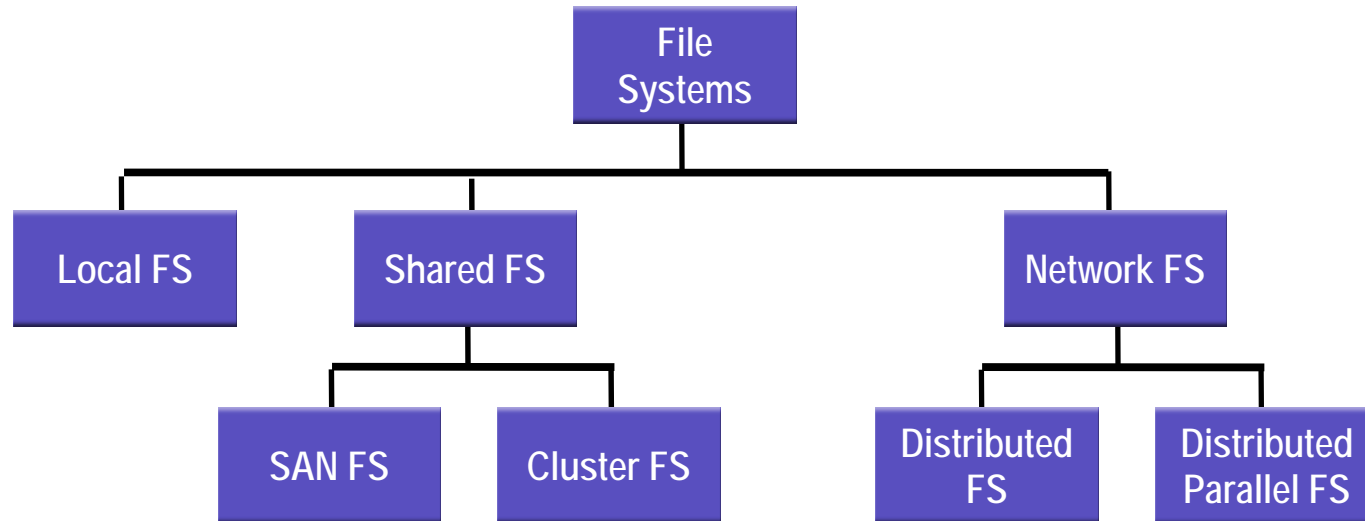 File
Systems
Local FS
Shared FS
Network FS
SAN FS
Cluster FS
Distributed
FS
Distributed
Parallel FS